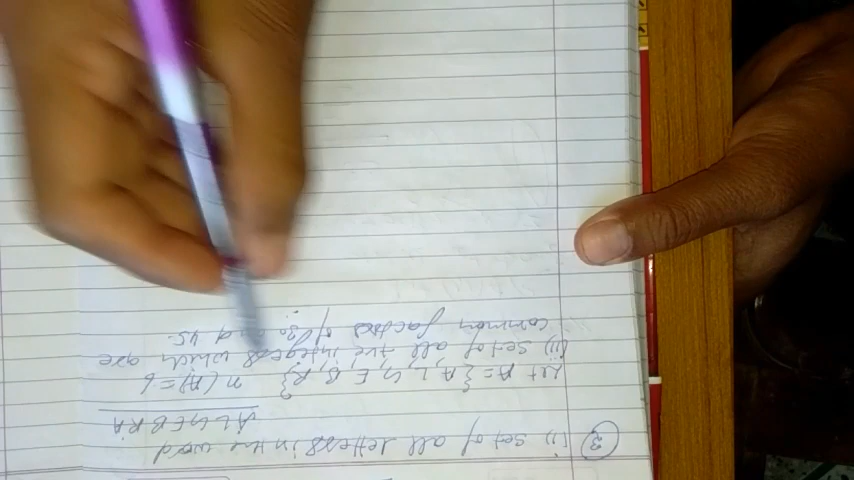 (3) (i) Set of all letters in the word
ALGEBRA
Let A = {A, L, G, E, B, R} n(A) = 6
(ii) Set of all +ve integers which are
common factors of 30 and 45.